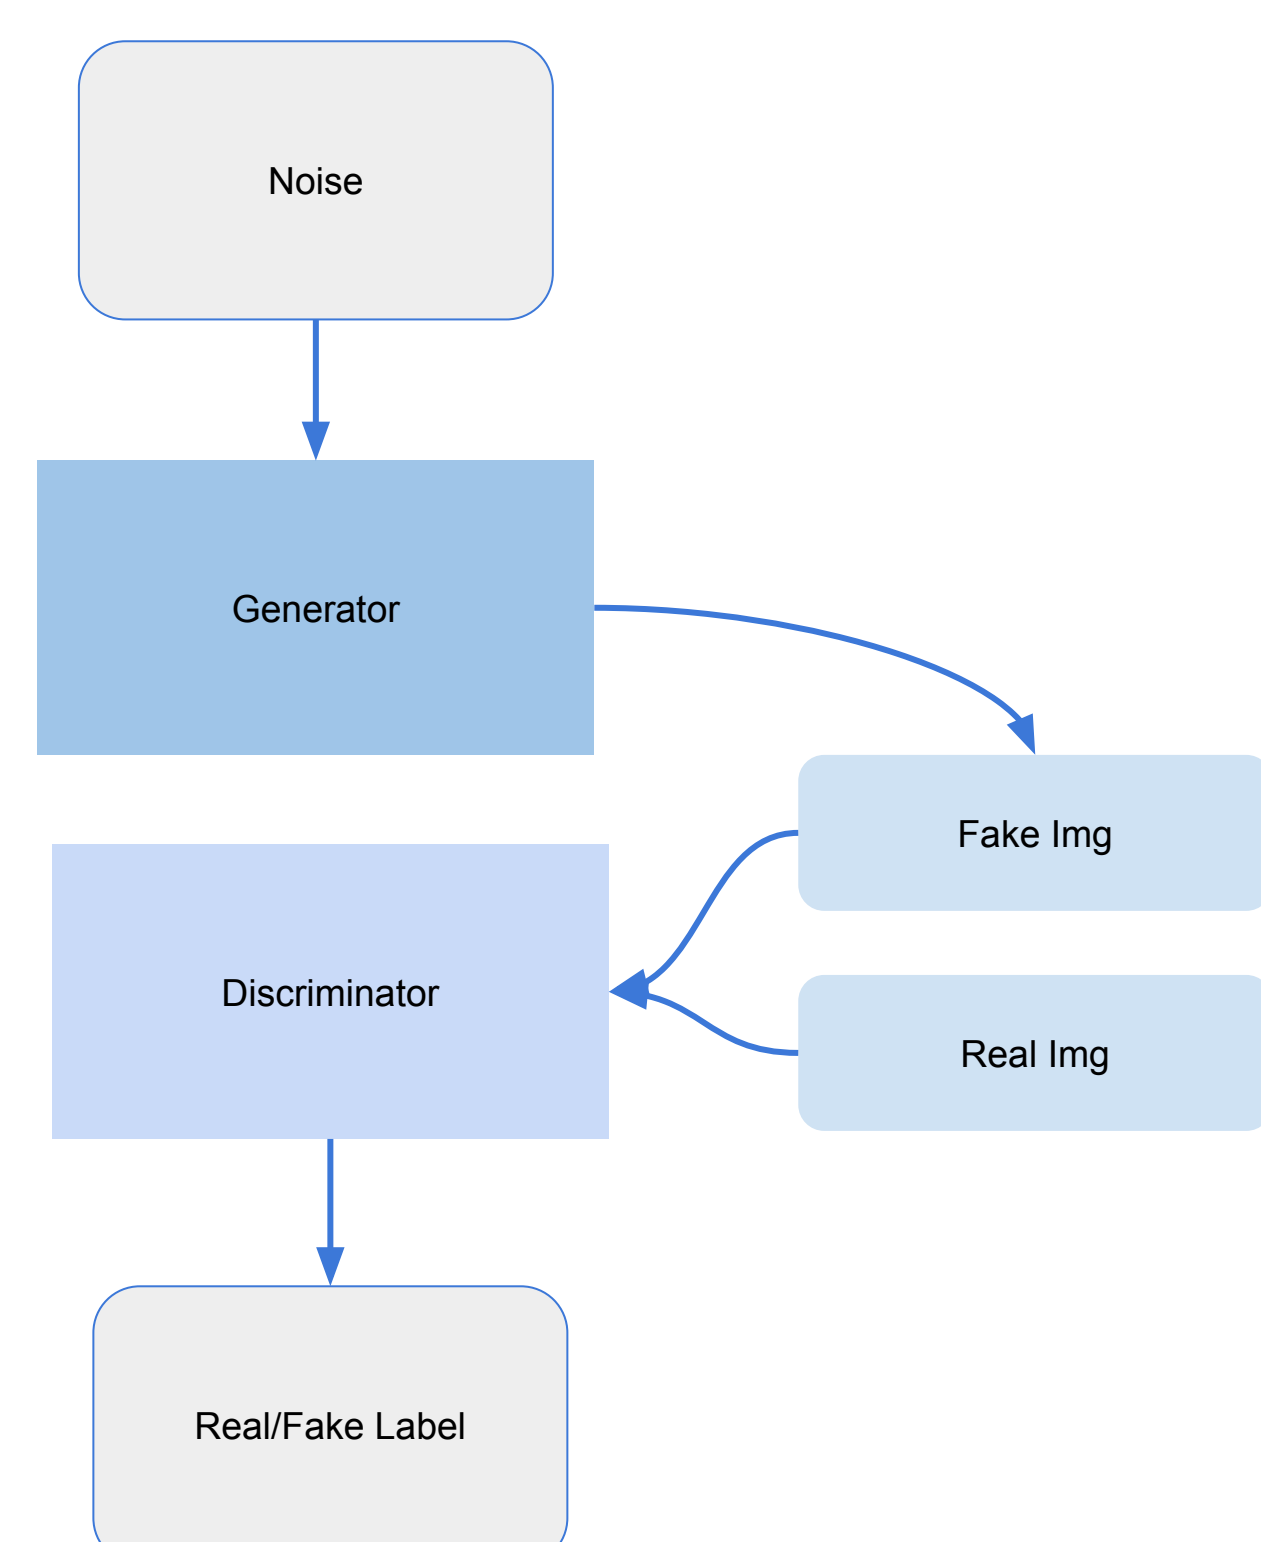 Noise
Generator
Fake Img
Discriminator
Real Img
Real/Fake Label